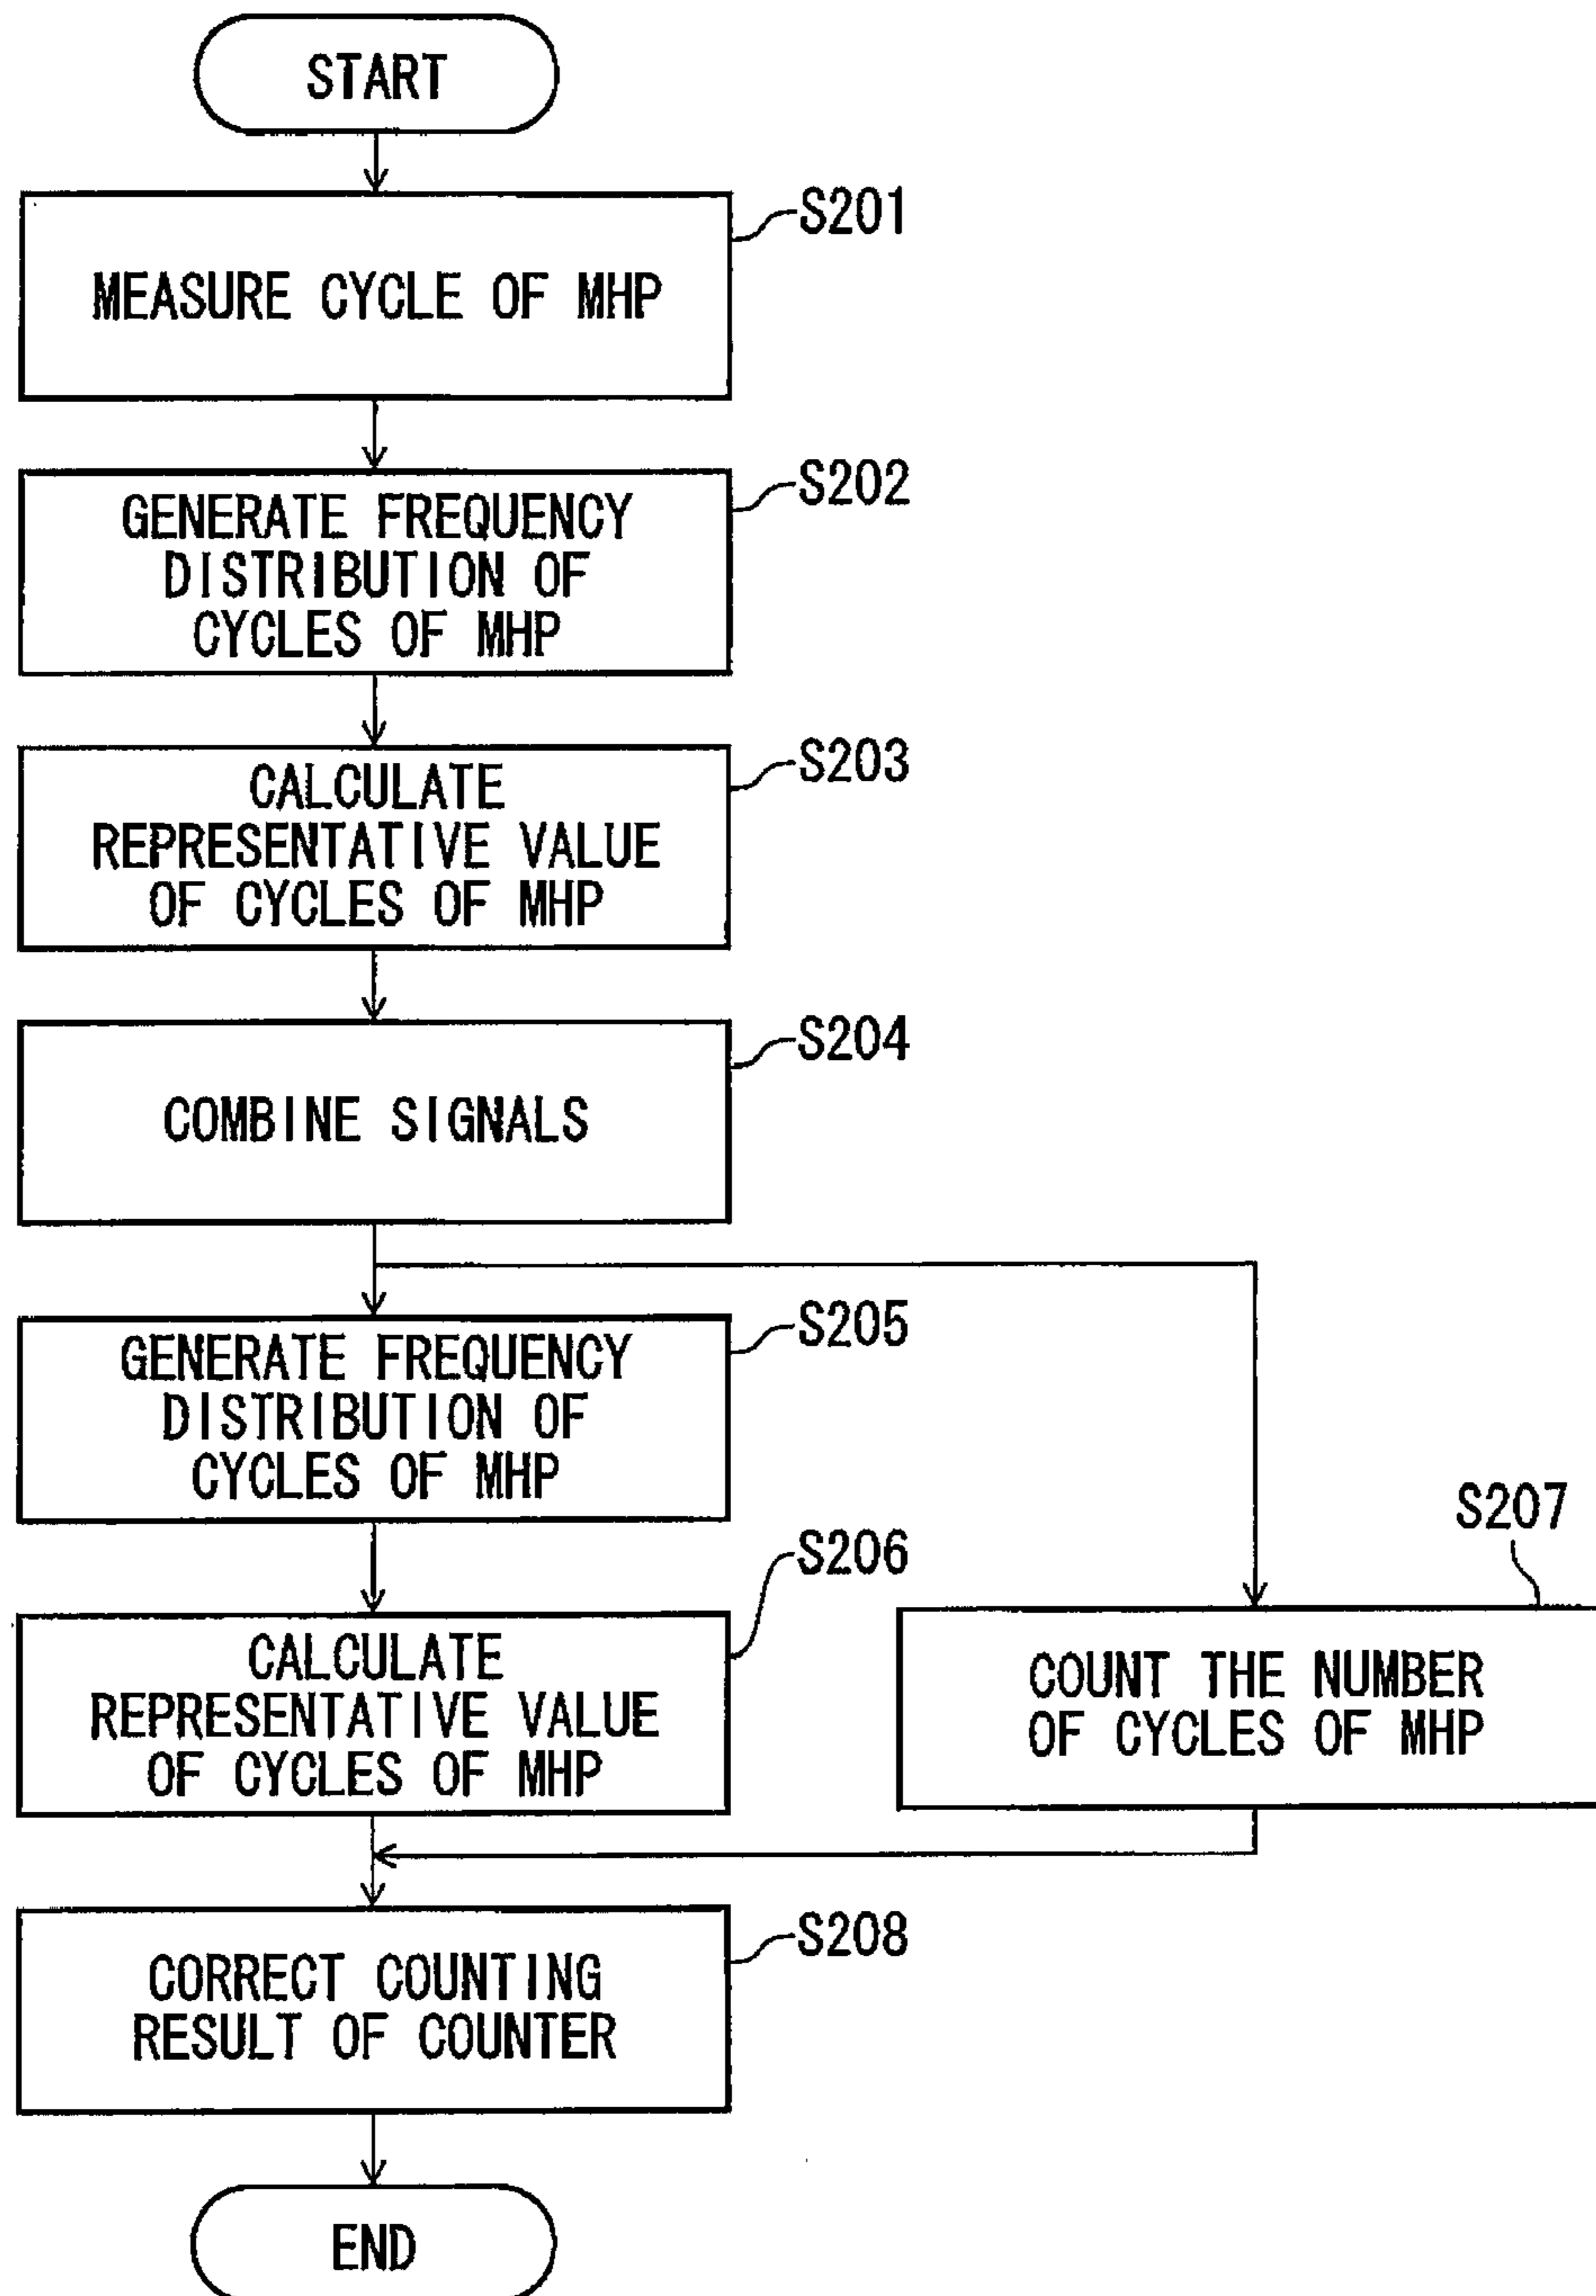 START
S201
MEASURE CYCLE OF MHP
S202
GENERATE FREQUENCY
DISTRIBUTION OF
CYCLES OF MHP
S203
CALCULATE
REPRESENTATIVE VALUE
OF CYCLES OF MHP
S204
COMBINE SIGNALS
S205
GENERATE FREQUENCY
DISTRIBUTION OF
CYCLES OF MHP
S206
CALCULATE
REPRESENTATIVE VALUE
OF CYCLES OF MHP
S207
COUNT THE NUMBER
OF CYCLES OF MHP
S208
CORRECT COUNTING
RESULT OF COUNTER
END